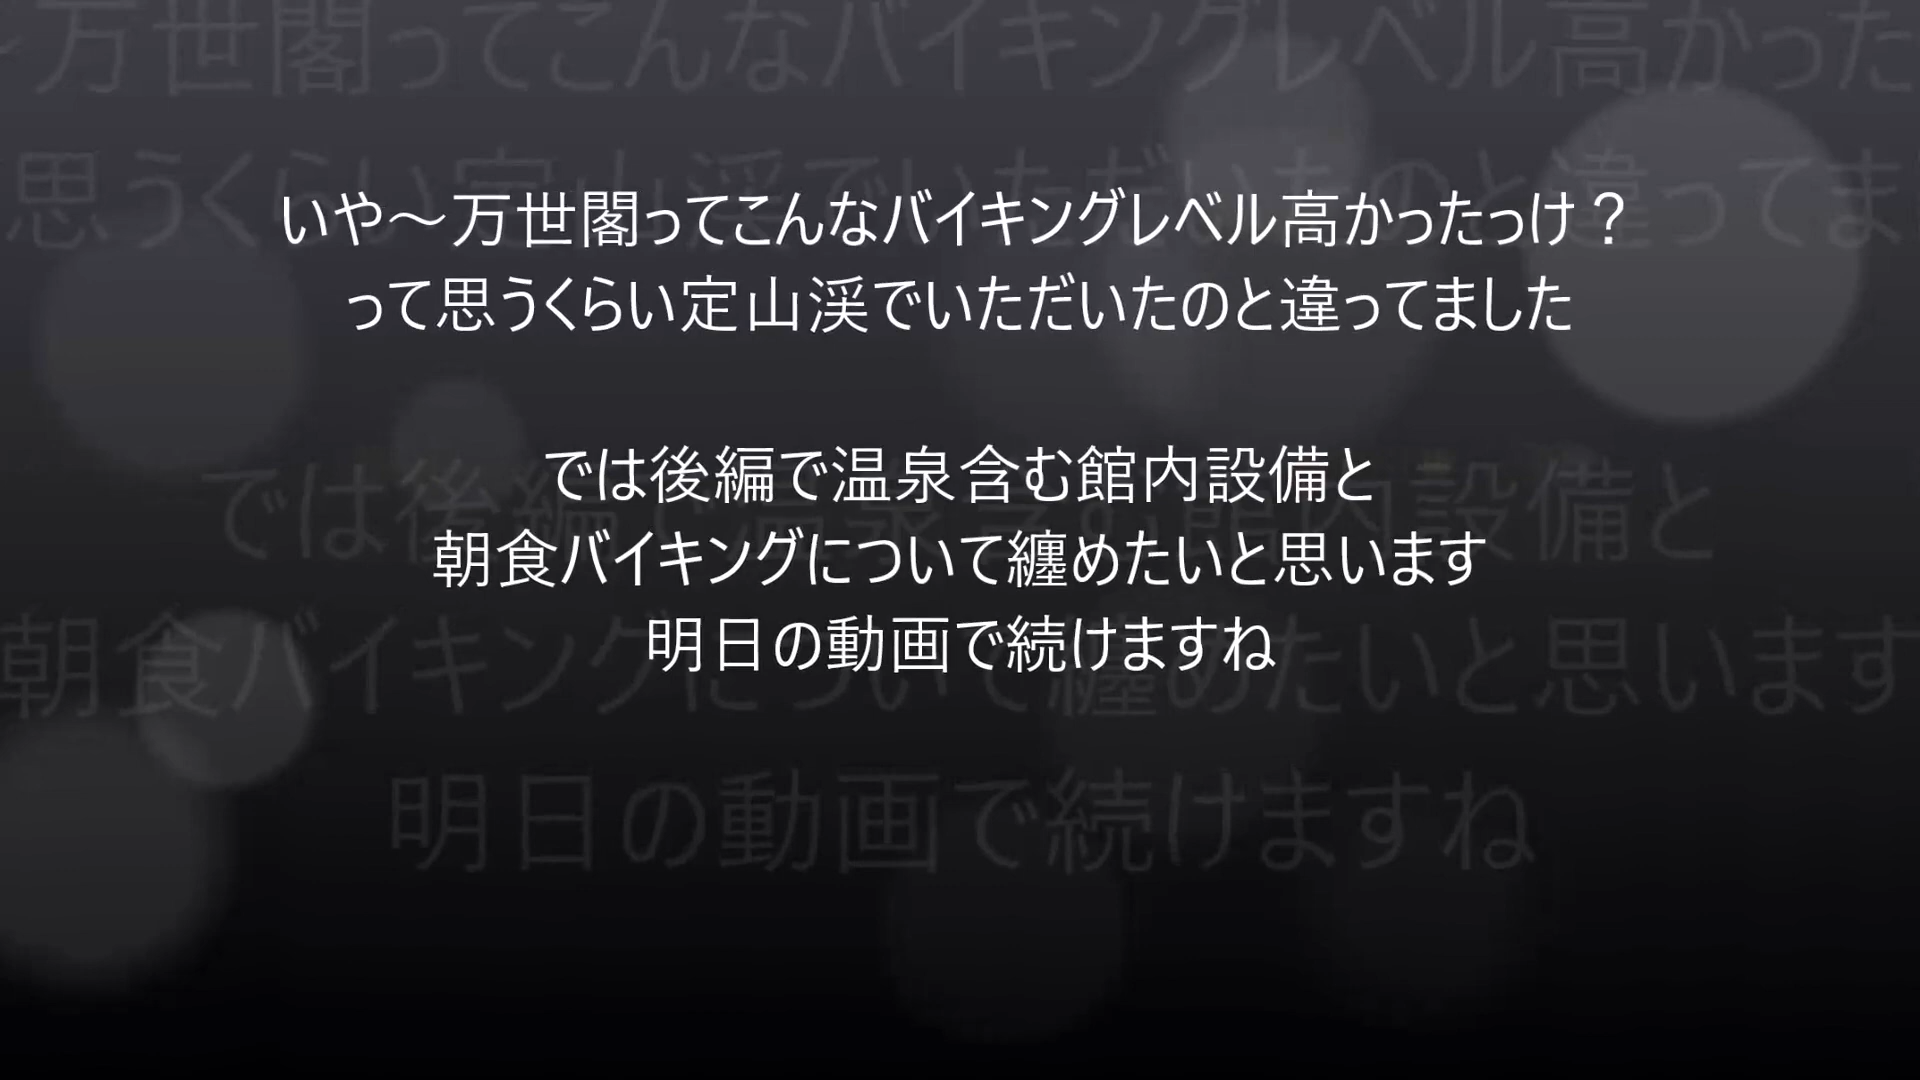 いや～万世閣ってこんなバイキングレベル高かったっけ？
って思うくらい定山渓でいただいたのと違ってました
では後編で温泉含む館内設備と
朝食バイキングについて纏めたいと思います
明日の動画で続けますね